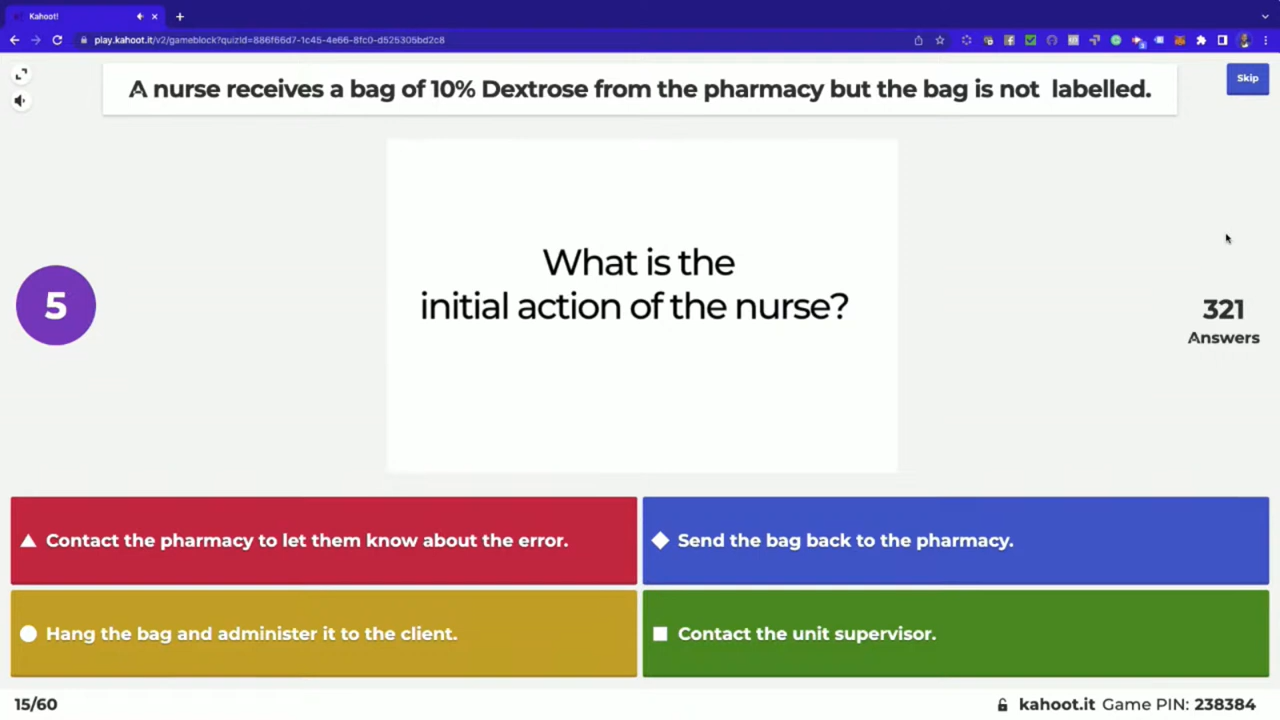 Kahoot!
play.kahoot.it/v2/gameblock?quizId=886f66d7-1c45-4e66-8fc0-d525305bd2c8
A nurse receives a bag of 10% Dextrose from the pharmacy but the bag is not labelled.
Skip
What is the
initial action of the nurse?
5
321
Answers
Contact the pharmacy to let them know about the error.
Send the bag back to the pharmacy.
Hang the bag and administer it to the client.
Contact the unit supervisor.
15/60
kahoot.it Game PIN: 238384